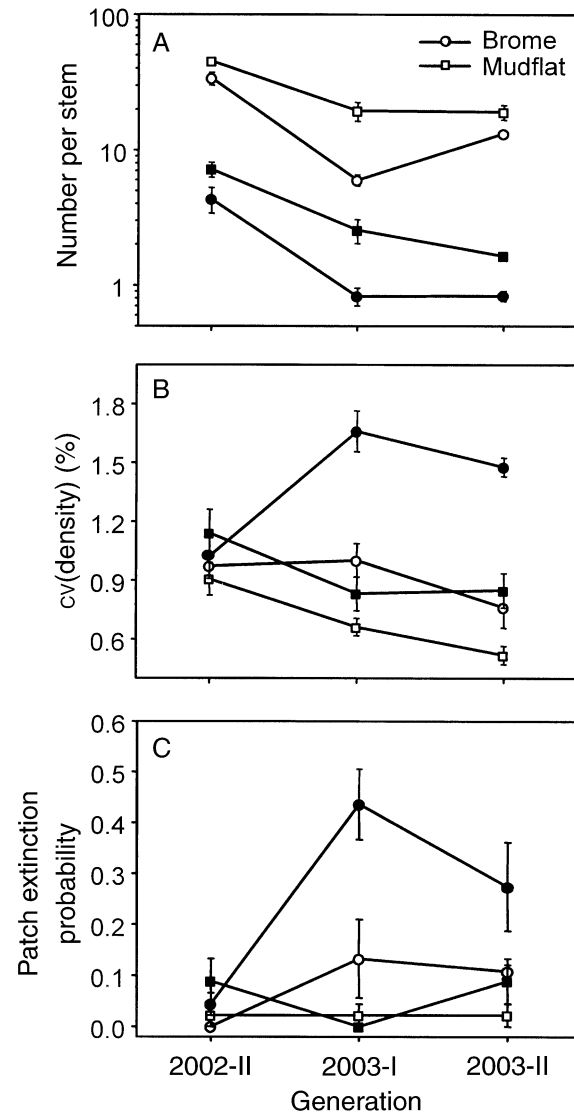 A
Brome
Mudflat
100
10
1
Number per stem
B
1.8
1.5
1.2
0.9
0.6
CV(density) (%)
C
0.6
0.5
0.4
0.3
0.2
0.1
0.0
Patch extinction
probability
2002-II 2003-I 2003-II
Generation